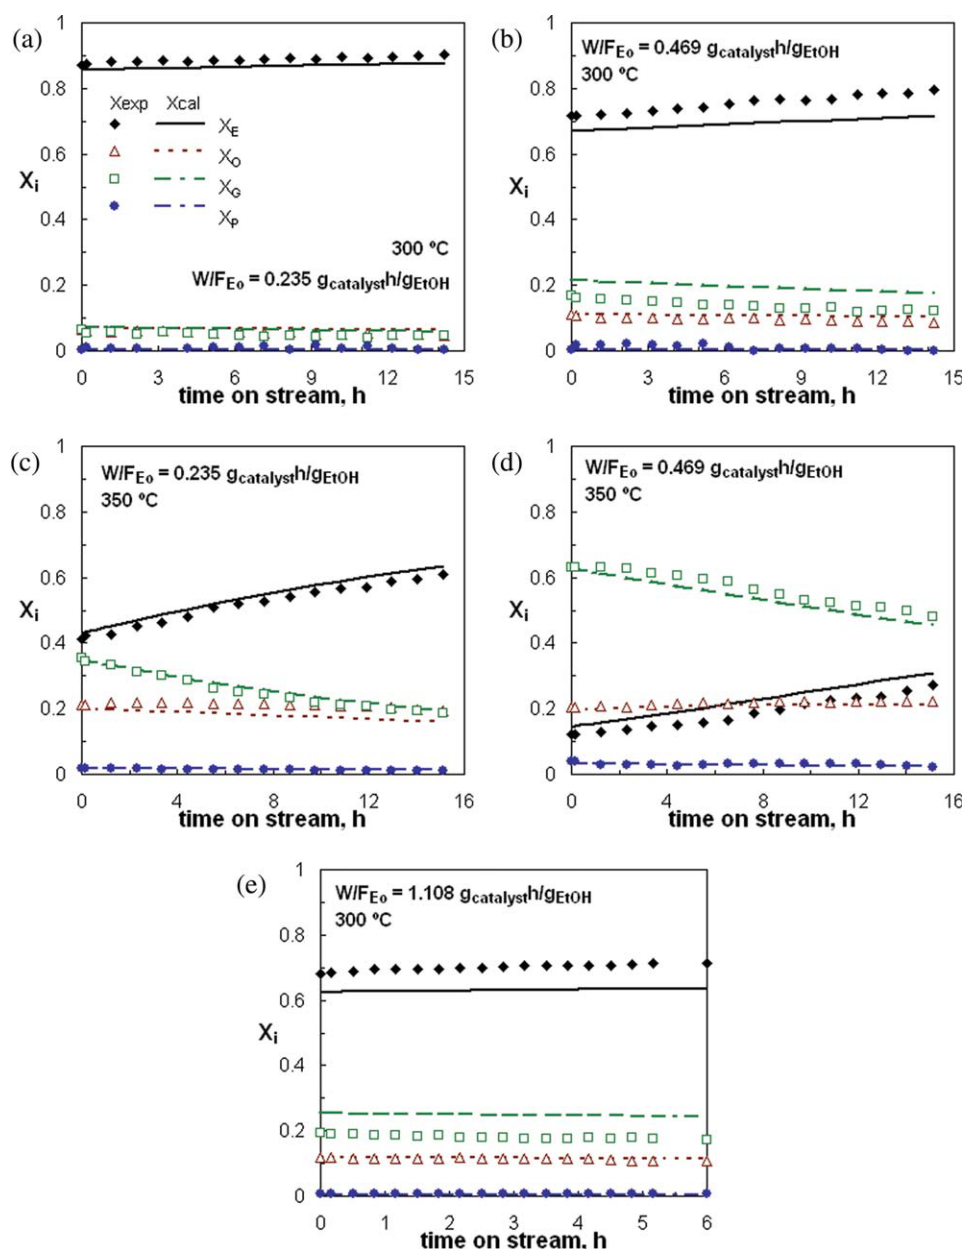 (a)
1
0.8
0.6
0.4
0.2
0
Xi
Xexp Xcal
XE
XO
XG
XP
300 ºC
W/FEo = 0.235 gcatalysth/gEtOH
0 3 6 9 12 15
time on stream, h
(b)
1
0.8
0.6
0.4
0.2
0
Xi
W/FEo = 0.469 gcatalysth/gEtOH
300 ºC
0 3 6 9 12 15
time on stream, h
(c)
1
0.8
0.6
0.4
0.2
0
Xi
W/FEo = 0.235 gcatalysth/gEtOH
350 ºC
0 4 8 12 16
time on stream, h
(d)
1
0.8
0.6
0.4
0.2
0
Xi
W/FEo = 0.469 gcatalysth/gEtOH
350 ºC
0 4 8 12 16
time on stream, h
(e)
1
0.8
0.6
0.4
0.2
0
Xi
W/FEo = 1.108 gcatalysth/gEtOH
300 ºC
0 1 2 3 4 5 6
time on stream, h